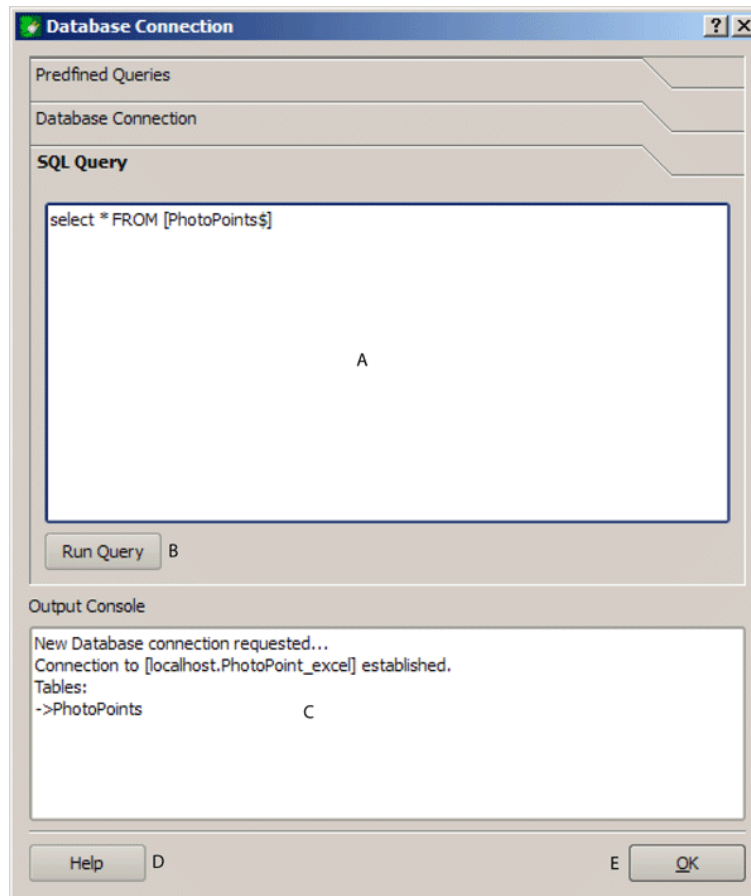 Database Connection
Predfined Queries
Database Connection
SQL Query
select * FROM [PhotoPoints$]
A
Run Query B
Output Console
New Database connection requested...
Connection to [localhost.PhotoPoint_excel] established.
Tables:
->PhotoPoints
C
Help D E OK